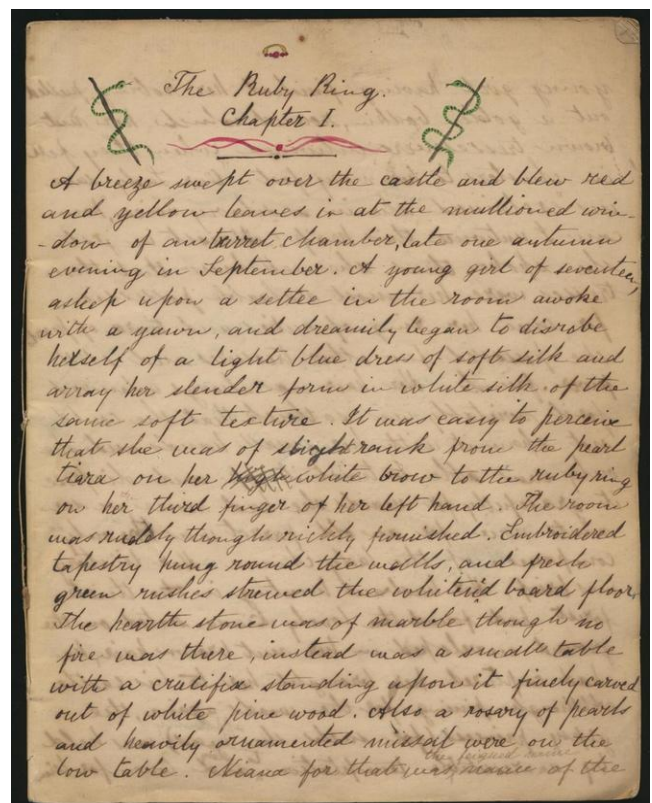 The Ruby Ring.
Chapter I.
A breeze swept over the castle and blew red
and yellow leaves in at the mullioned win-
-dow of an turret chamber, late one autumn
evening in September. A young girl of seventeen,
asleep upon a settee in the room awoke
with a yawn, and dreamily began to disrobe
herself of a light blue dress of soft silk and
array her slender form in white silk of the
same soft texture. It was easy to perceive
that she was of high rank from the pearl
tiara on her white brow to the ruby ring
on her third finger of her left hand. The room
was rudely though richly furnished. Embroidered
tapestry hung round the walls, and fresh
green rushes strewed the whitend board floor.
The hearth stone was of marble though no
fire was there, instead was a small table
with a crucifix standing upon it finely carved
out of white pine wood. Also a rosary of pearls
and heavily ornamented missal were on the
low table. Niana for that was name of the